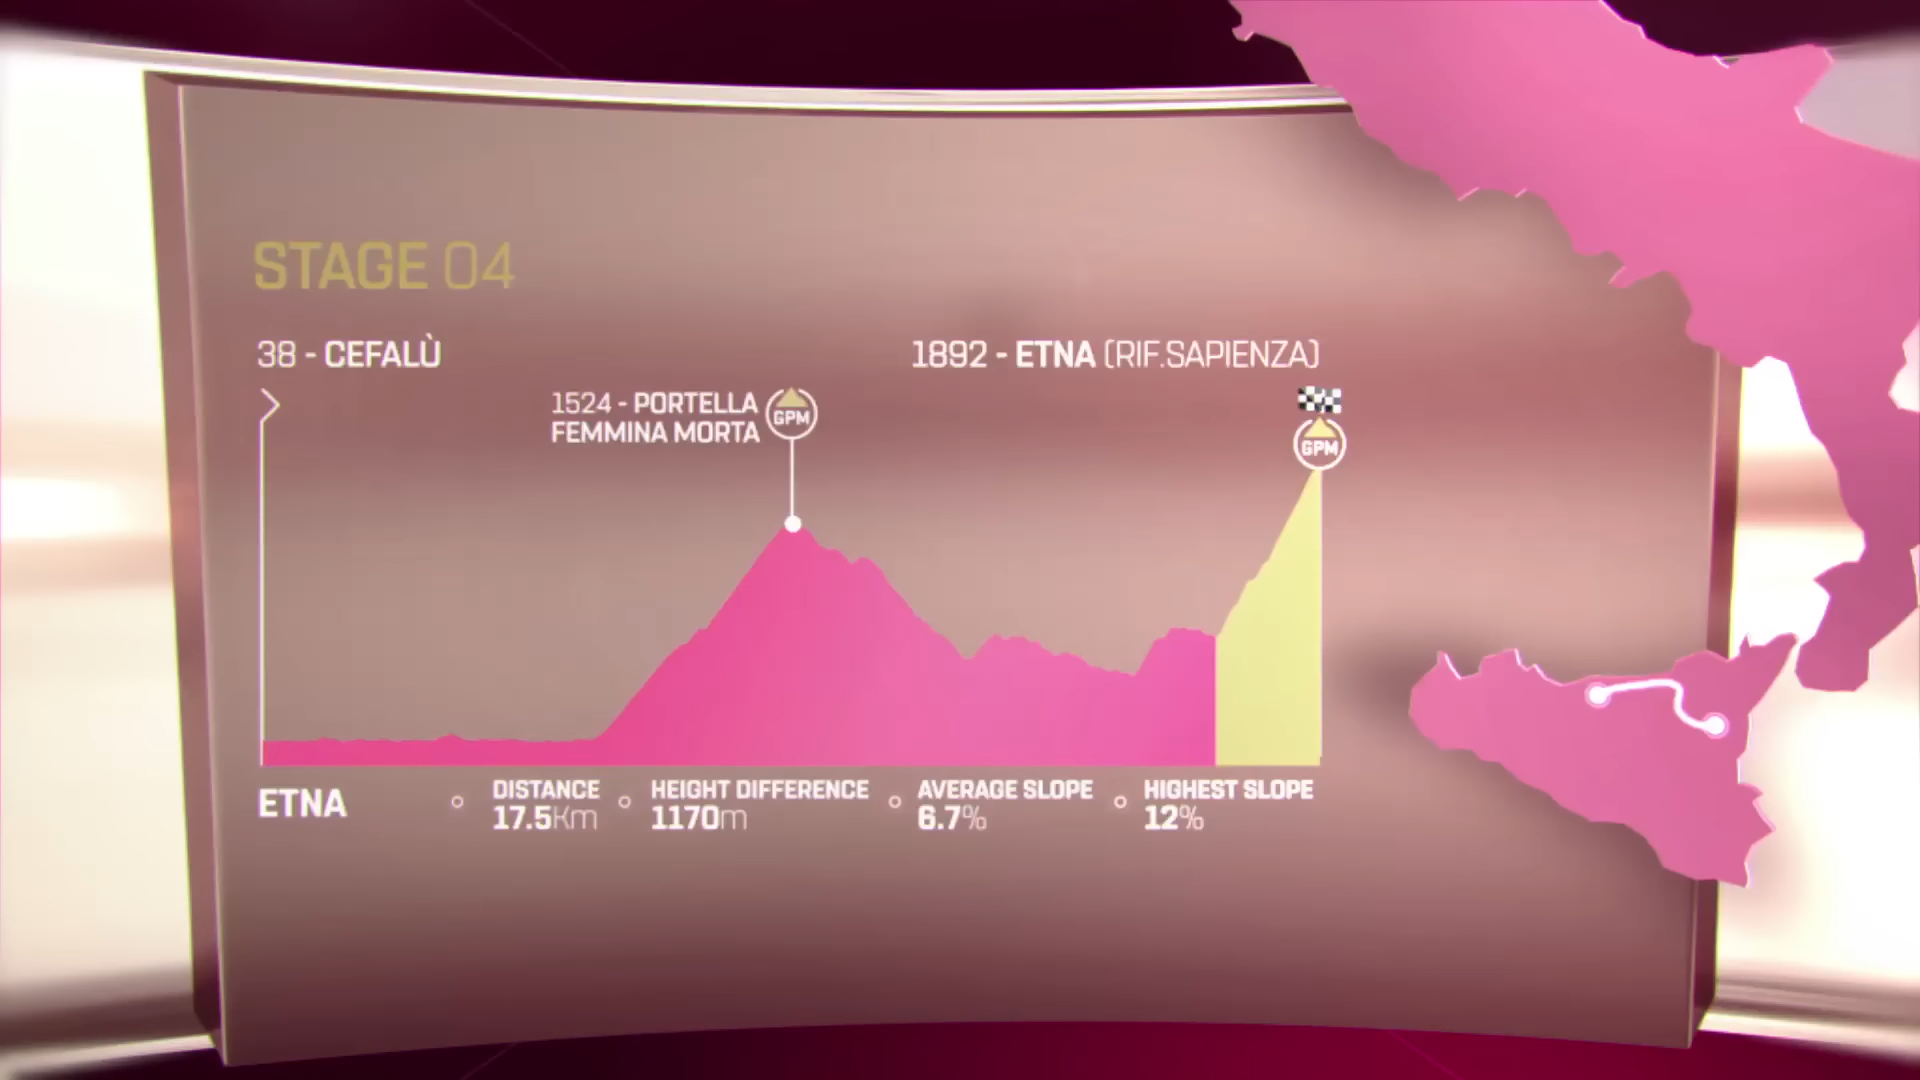 STAGE 04
38 - CEFALÙ
1892 - ETNA (RIF.SAPIENZA)
1524 - PORTELLA
FEMMINA MORTA
GPM
GPM
ETNA
DISTANCE
17.5Km
HEIGHT DIFFERENCE
1170m
AVERAGE SLOPE
6.7%
HIGHEST SLOPE
12%